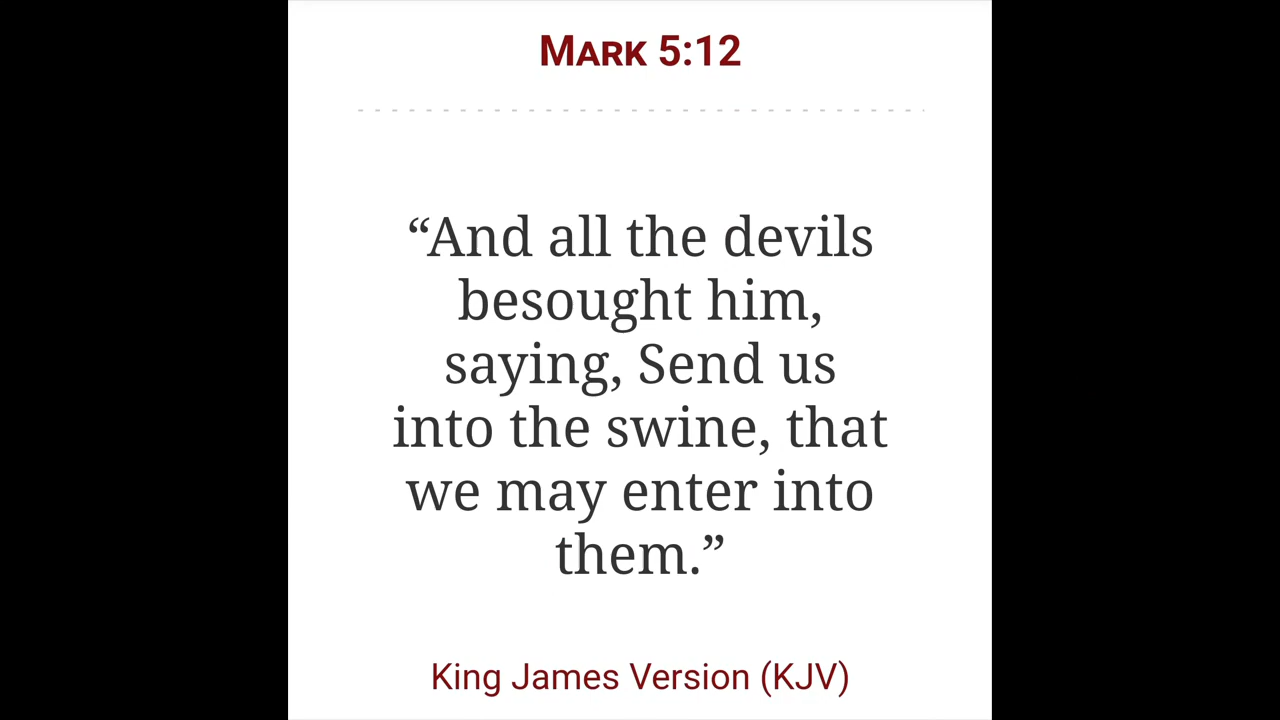 Mark 5:12
“And all the devils
besought him,
saying, Send us
into the swine, that
we may enter into
them.”
King James Version (KJV)